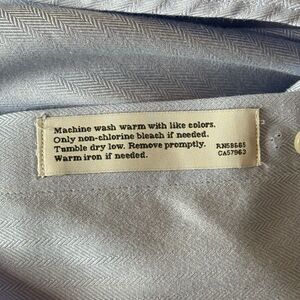 Machine wash warm with like colors.
Only non-chlorine bleach if needed.
Tumble dry low. Remove promptly.
Warm iron if needed.
RN58685
CA57963